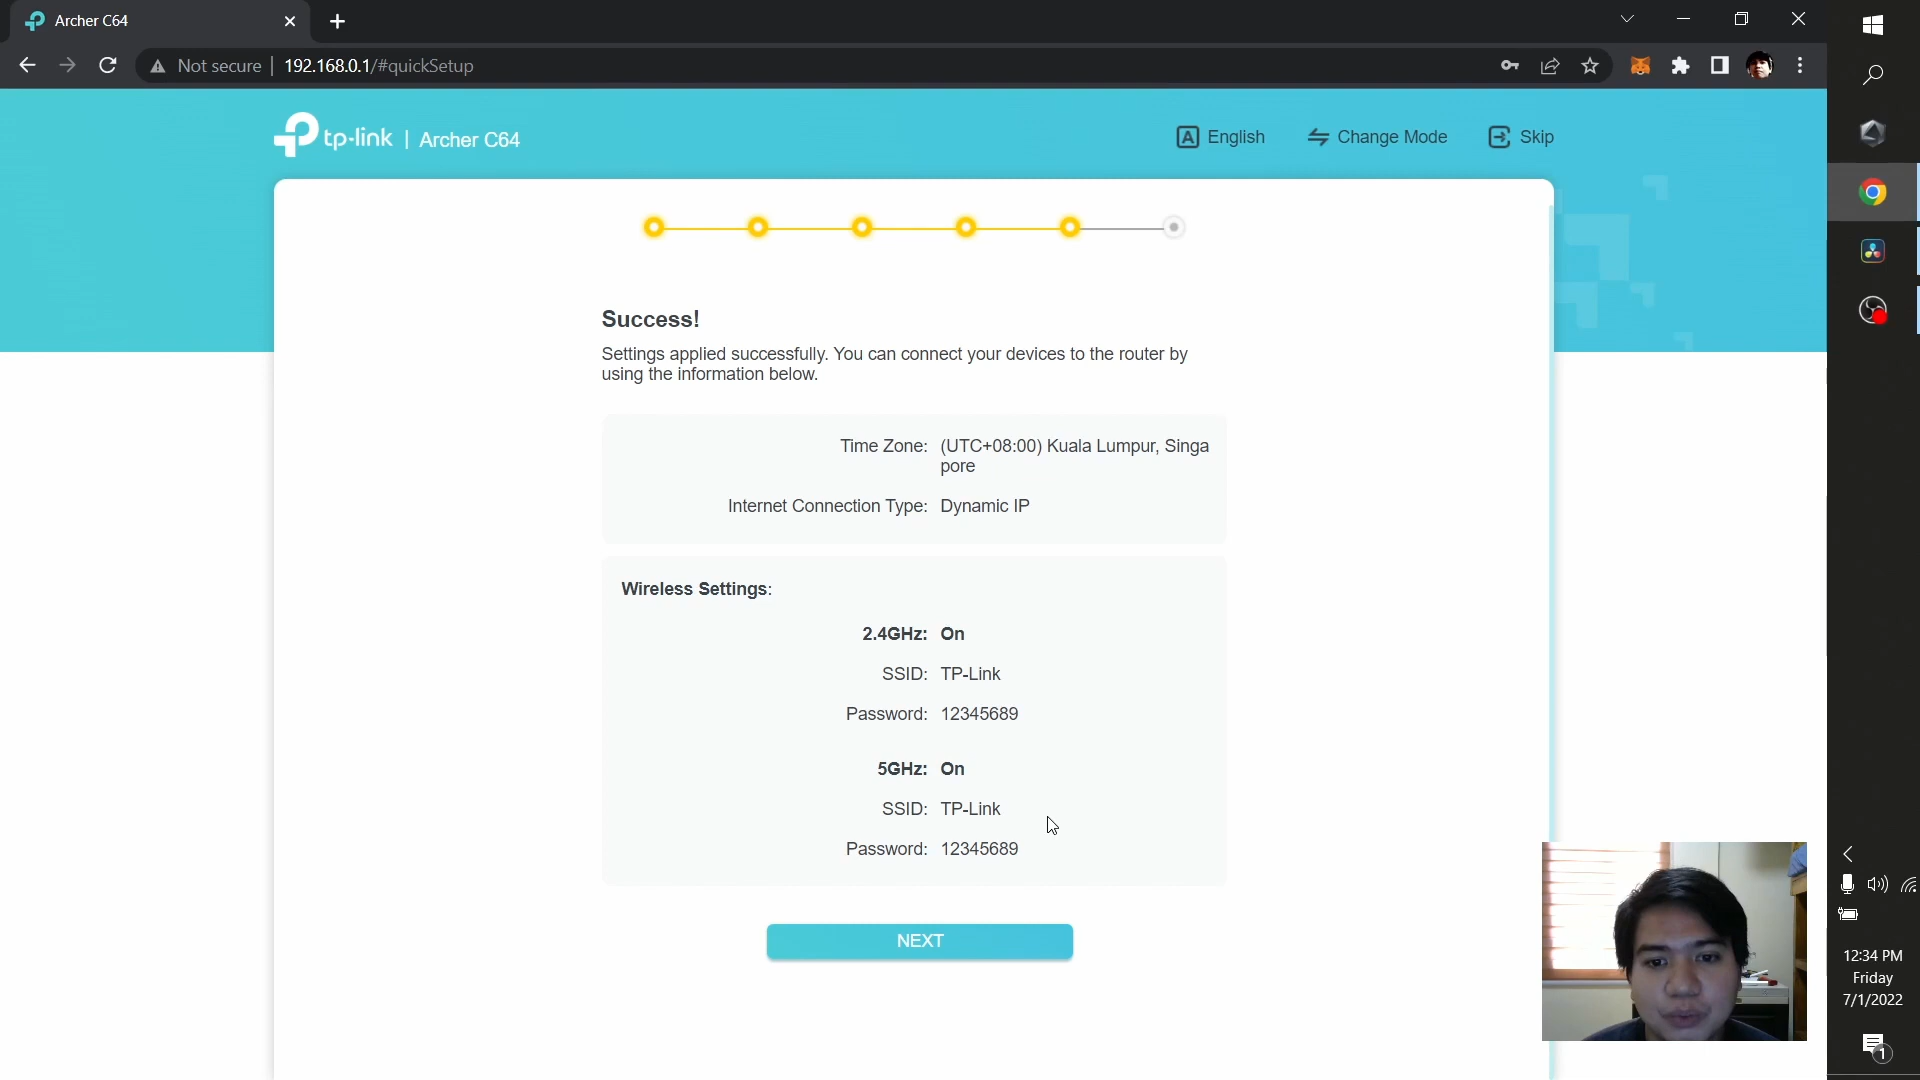 Archer C64
Not secure
192.168.0.1/#quickSetup
tp-link | Archer C64
English
Change Mode
Skip
Success!
Settings applied successfully. You can connect your devices to the router by
using the information below.
Time Zone: (UTC+08:00) Kuala Lumpur, Singa
pore
Internet Connection Type: Dynamic IP
Wireless Settings:
2.4GHz: On
SSID: TP-Link
Password: 12345689
5GHz: On
SSID: TP-Link
Password: 12345689
NEXT
12:34 PM
Friday
7/1/2022
1